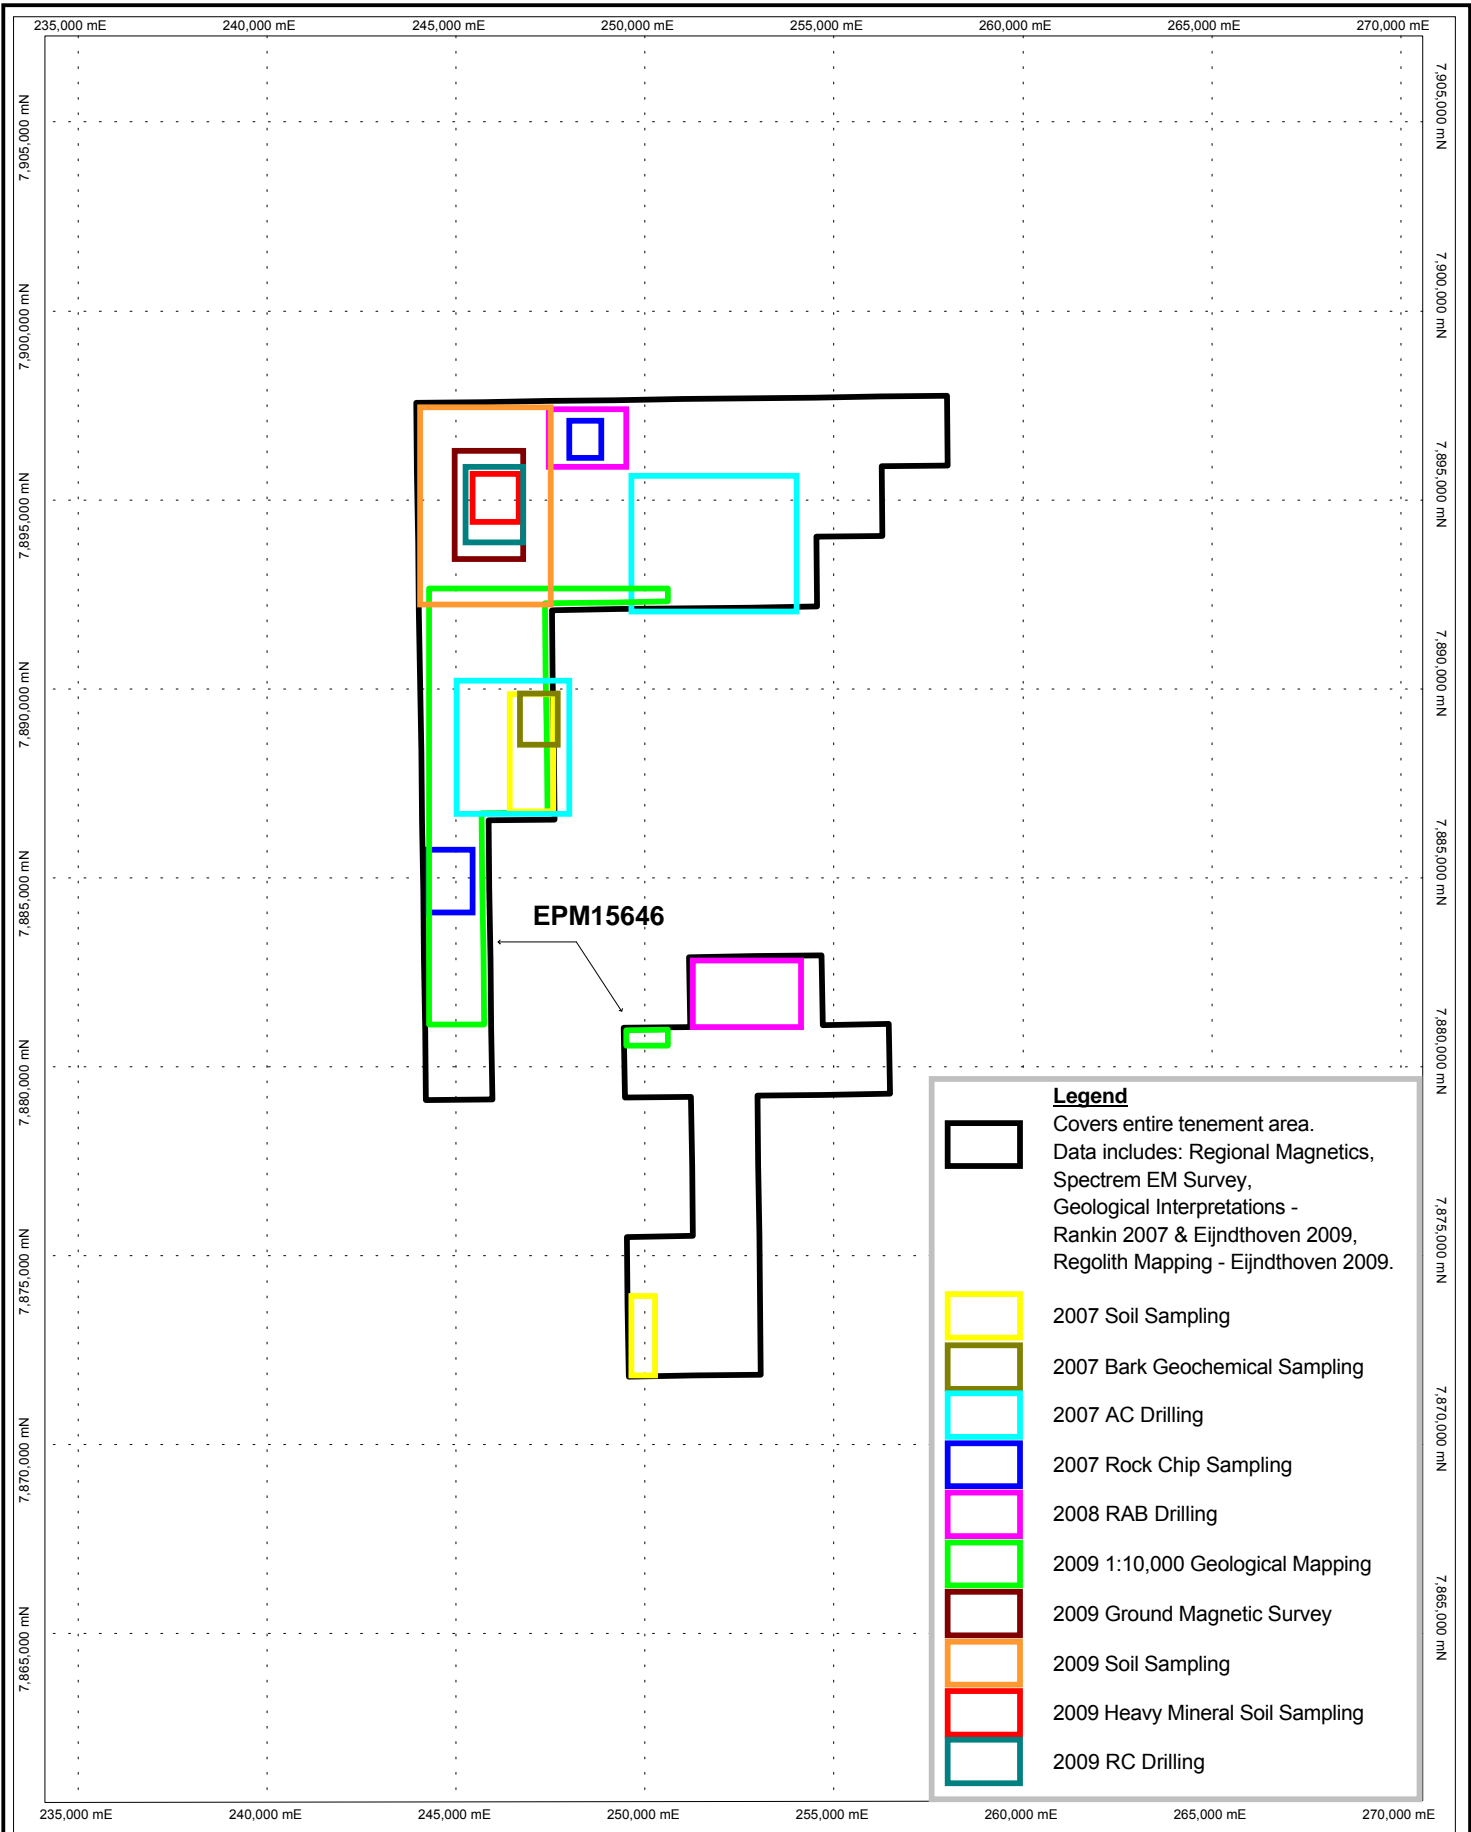 235,000 mE 240,000 mE 245,000 mE 250,000 mE 255,000 mE 260,000 mE 265,000 mE 270,000 mE
7,905,000 mN 7,905,000 mN
7,900,000 mN 7,900,000 mN
7,895,000 mN 7,895,000 mN
7,890,000 mN 7,890,000 mN
7,885,000 mN 7,885,000 mN
EPM15646
7,880,000 mN 7,880,000 mN
7,875,000 mN 7,875,000 mN
7,870,000 mN 7,870,000 mN
7,865,000 mN 7,865,000 mN
Legend
Covers entire tenement area.
Data includes: Regional Magnetics,
Spectrem EM Survey,
Geological Interpretations -
Rankin 2007 & Eijndthoven 2009,
Regolith Mapping - Eijndthoven 2009.
2007 Soil Sampling
2007 Bark Geochemical Sampling
2007 AC Drilling
2007 Rock Chip Sampling
2008 RAB Drilling
2009 1:10,000 Geological Mapping
2009 Ground Magnetic Survey
2009 Soil Sampling
2009 Heavy Mineral Soil Sampling
2009 RC Drilling
235,000 mE 240,000 mE 245,000 mE 250,000 mE 255,000 mE 260,000 mE 265,000 mE 270,000 mE